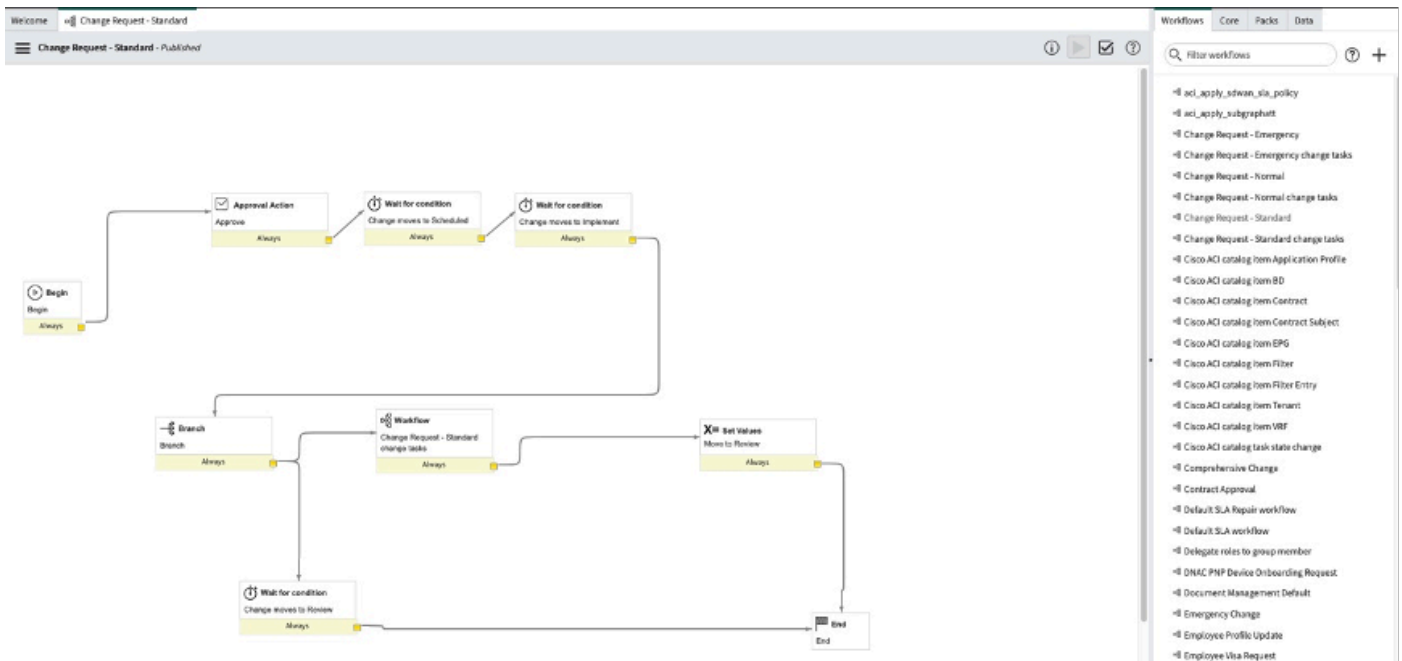 Welcome
Change Request - Standard
Workflows
Core
Packs
Data
Change Request - Standard - Published
Filter workflows
aci_apply_sdwan_sla_policy
aci_apply_subgraphatt
Change Request - Emergency
Change Request - Emergency change tasks
Change Request - Normal
Change Request - Normal change tasks
Change Request - Standard
Change Request - Standard change tasks
Cisco ACI catalog item Application Profile
Cisco ACI catalog item BD
Cisco ACI catalog item Contract
Cisco ACI catalog item Contract Subject
Cisco ACI catalog item EPG
Cisco ACI catalog item Filter
Cisco ACI catalog item Filter Entry
Cisco ACI catalog item Tenant
Cisco ACI catalog item VRF
Cisco ACI catalog task state change
Comprehensive Change
Contract Approval
Default SLA Repair workflow
Default SLA workflow
Delegate roles to group member
DNAC PNP Device Onboarding Request
Document Management Default
Emergency Change
Employee Profile Update
Employee Visa Request
Approval Action
Approve
Always
Wait for condition
Change moves to Scheduled
Always
Wait for condition
Change moves to Implement
Always
Begin
Begin
Always
Branch
Branch
Always
Workflow
Change Request - Standard
change tasks
Always
Set Values
Move to Review
Always
Wait for condition
Change moves to Review
Always
End
End